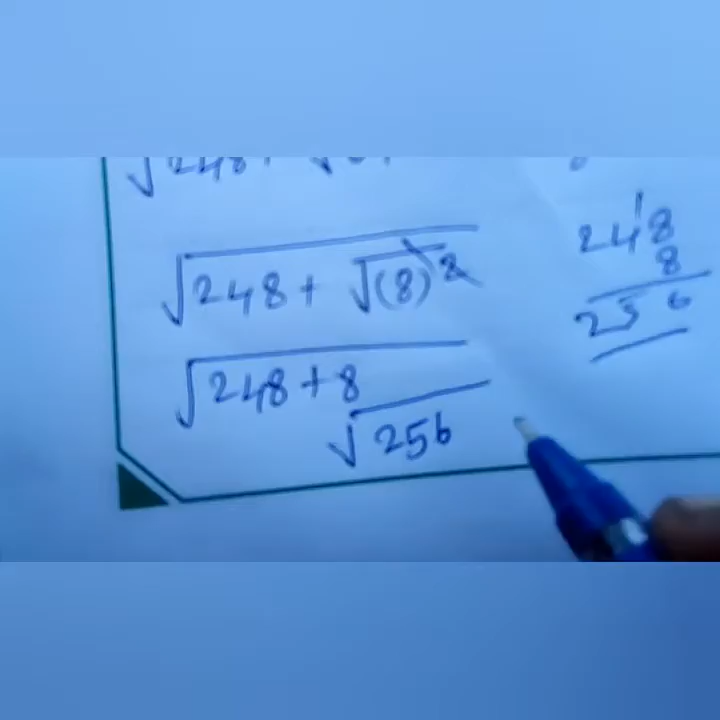 √248 + √(8)²
√248 + 8
√256
248
8
256